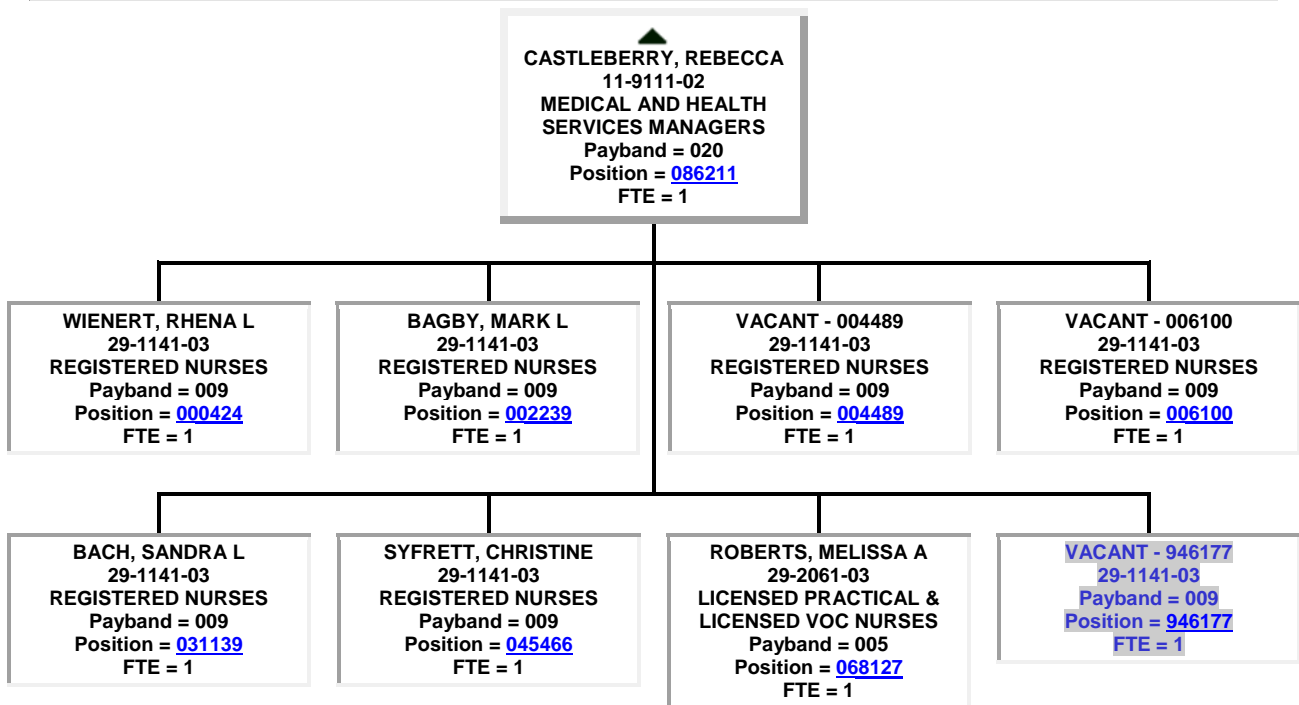 CASTLEBERRY, REBECCA
11-9111-02
MEDICAL AND HEALTH
SERVICES MANAGERS
Payband = 020
Position = 086211
FTE = 1
WIENERT, RHENA L
29-1141-03
REGISTERED NURSES
Payband = 009
Position = 000424
FTE = 1
BAGBY, MARK L
29-1141-03
REGISTERED NURSES
Payband = 009
Position = 002239
FTE = 1
VACANT - 004489
29-1141-03
REGISTERED NURSES
Payband = 009
Position = 004489
FTE = 1
VACANT - 006100
29-1141-03
REGISTERED NURSES
Payband = 009
Position = 006100
FTE = 1
BACH, SANDRA L
29-1141-03
REGISTERED NURSES
Payband = 009
Position = 031139
FTE = 1
SYFRETT, CHRISTINE
29-1141-03
REGISTERED NURSES
Payband = 009
Position = 045466
FTE = 1
ROBERTS, MELISSA A
29-2061-03
LICENSED PRACTICAL &
LICENSED VOC NURSES
Payband = 005
Position = 068127
FTE = 1
VACANT - 946177
29-1141-03
Payband = 009
Position = 946177
FTE = 1